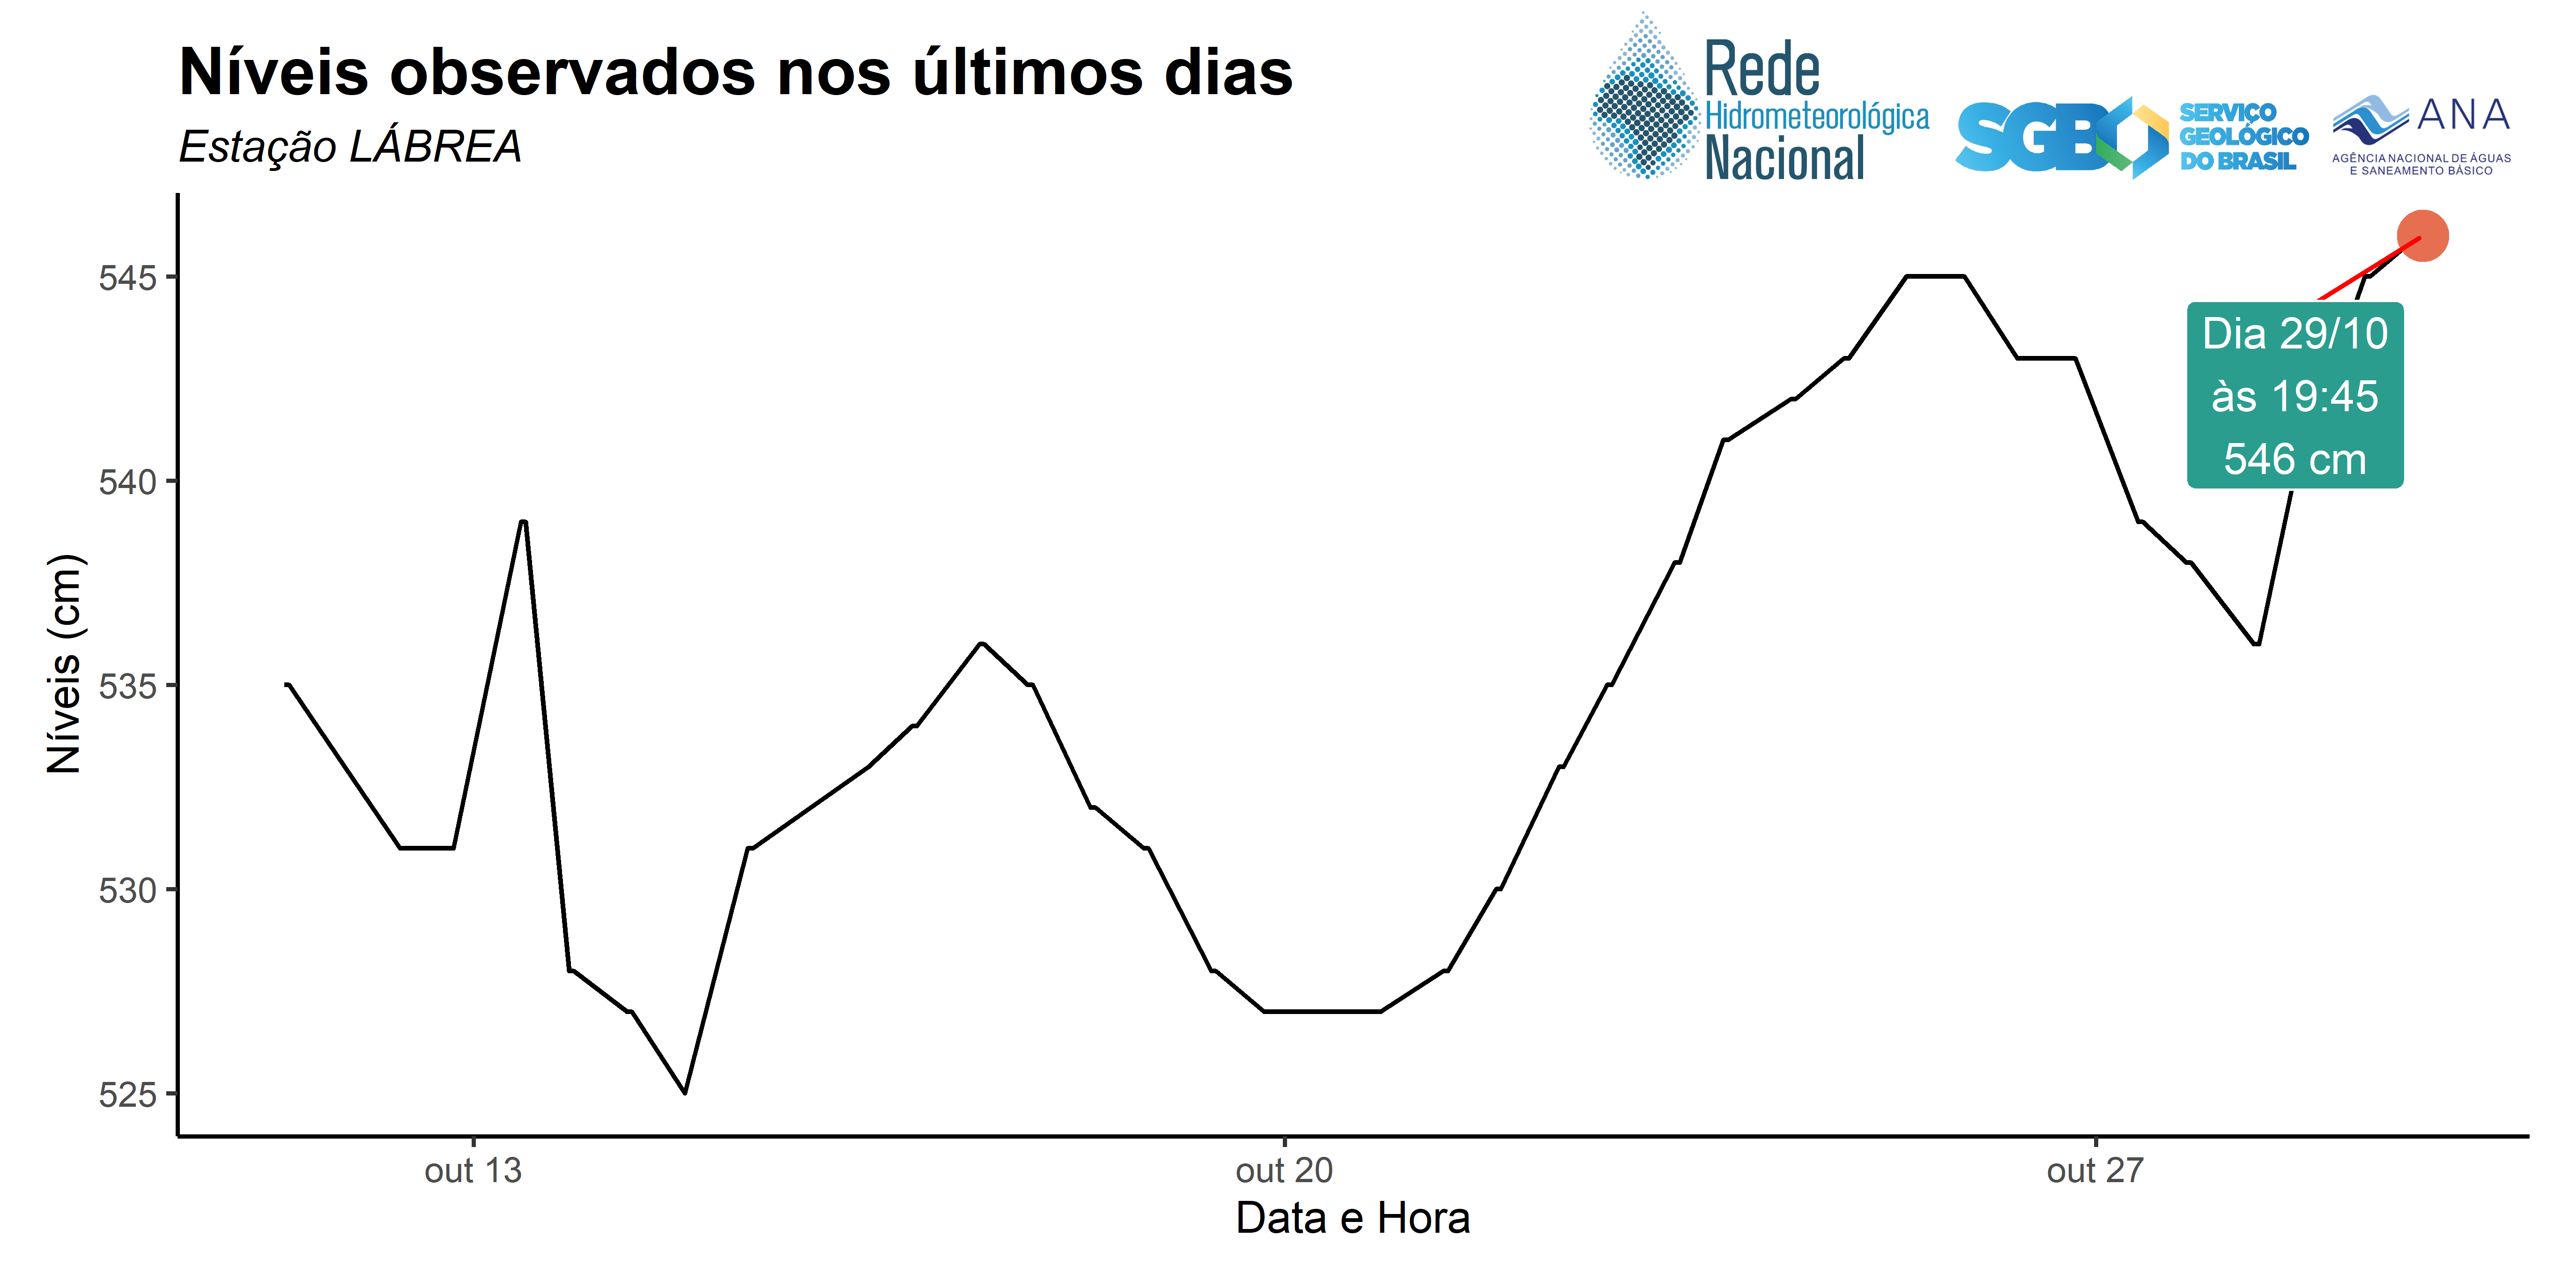 Níveis observados nos últimos dias
Estação LÁBREA
Rede
Hidrometeorológica
Nacional
SGB
SERVIÇO
GEOLÓGICO
DO BRASIL
ANA
AGÊNCIA NACIONAL DE ÁGUAS
E SANEAMENTO BÁSICO
Níveis (cm)
545
540
535
530
525
Dia 29/10
às 19:45
546 cm
out 13
out 20
out 27
Data e Hora